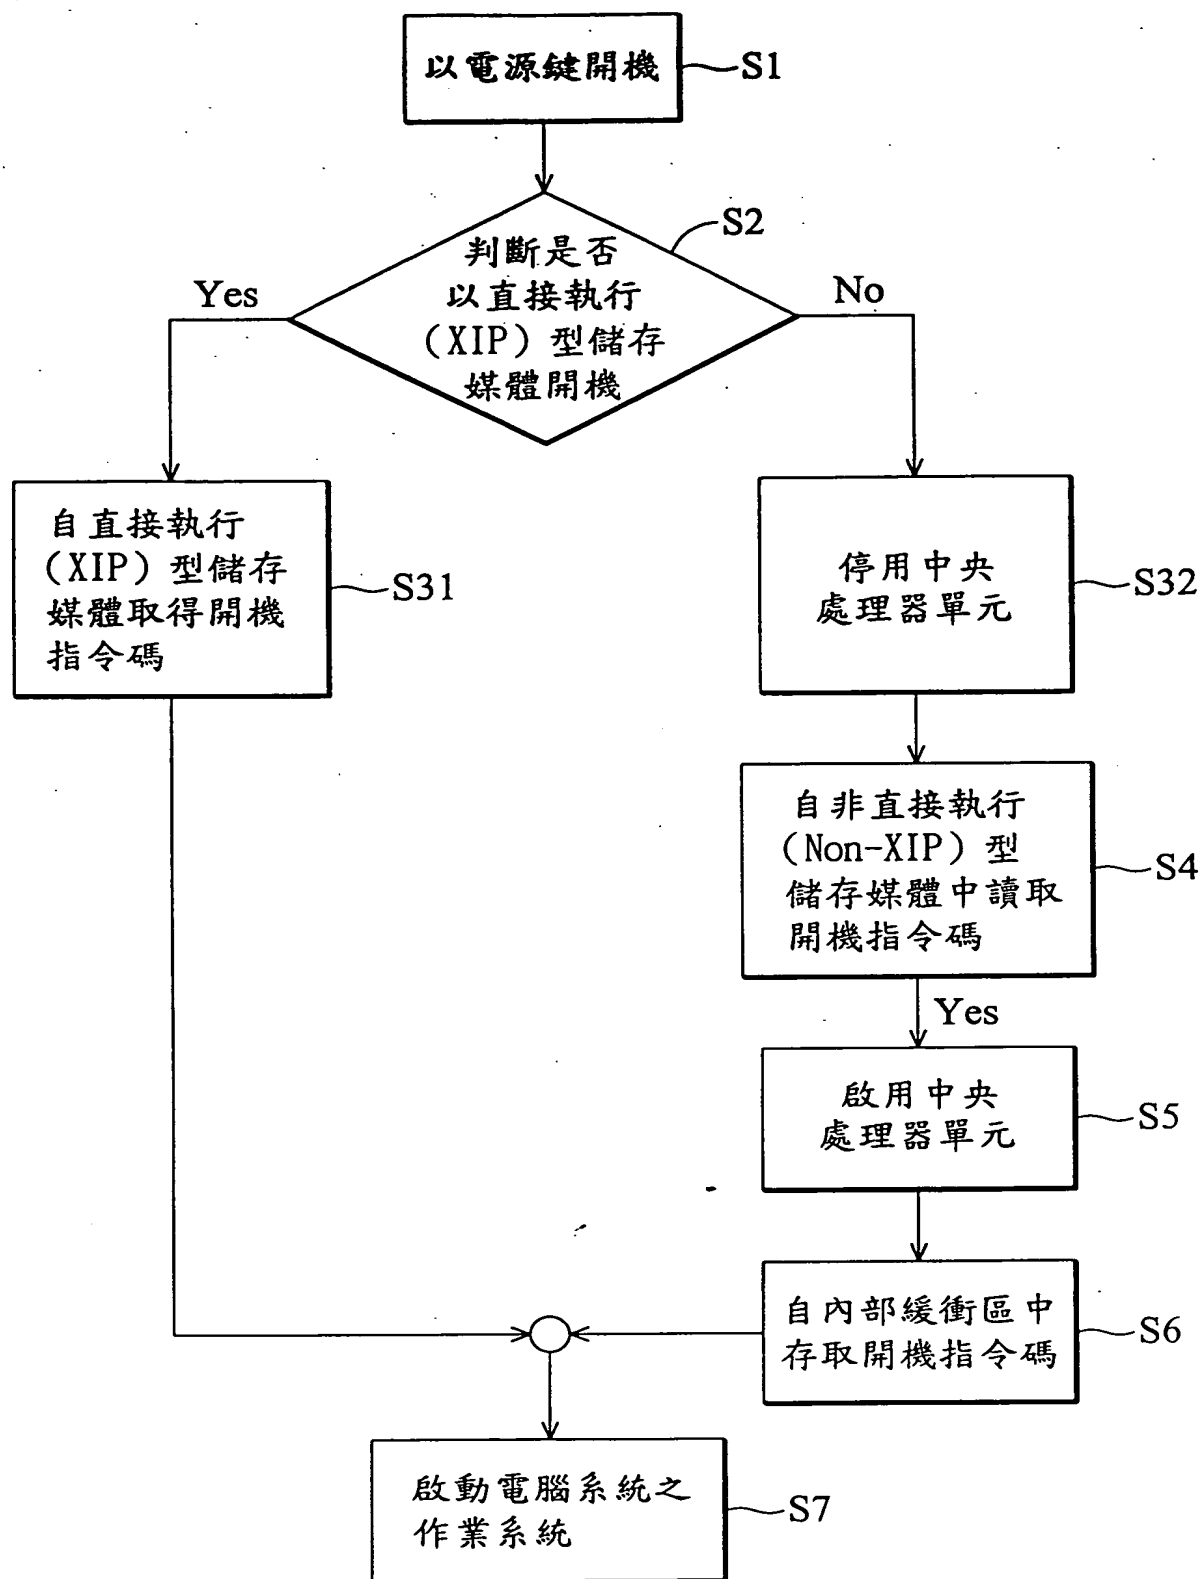 以電源鍵開機
S1
S2
判斷是否
以直接執行
(XIP)型儲存
媒體開機
Yes
No
自直接執行
(XIP)型儲存
媒體取得開機
指令碼
S31
停用中央
處理器單元
S32
自非直接執行
(Non-XIP)型
儲存媒體中讀取
開機指令碼
S4
Yes
啟用中央
處理器單元
S5
自內部緩衝區中
存取開機指令碼
S6
啟動電腦系統之
作業系統
S7